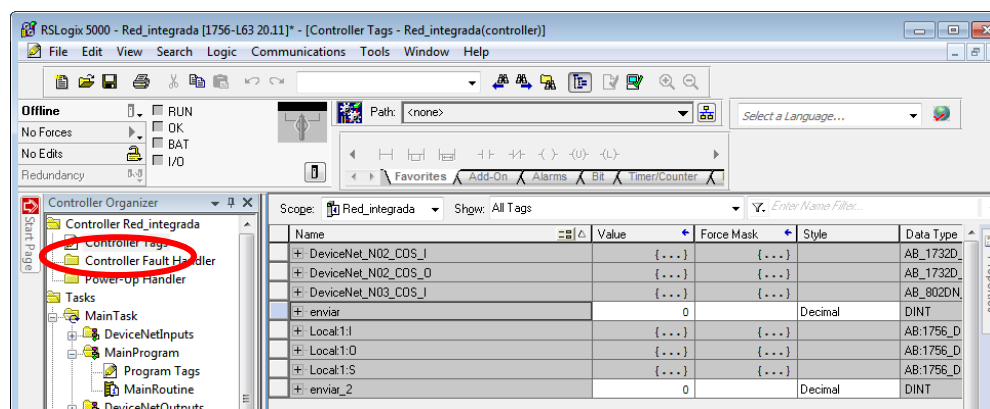 RSLogix 5000 - Red_integrada [1756-L63 20.11]* - [Controller Tags - Red_integrada(controller)]
File Edit View Search Logic Communications Tools Window Help
Offline
RUN
No Forces
OK
No Edits
BAT
Redundancy
I/O
Path: <none>
Select a Language...
Favorites Add-On Alarms Bit Timer/Counter
Start Page
Controller Organizer
Controller Red_integrada
Controller Tags
Controller Fault Handler
Power-Up Handler
Tasks
MainTask
DeviceNetInputs
MainProgram
Program Tags
MainRoutine
DeviceNetOutputs
Scope: Red_integrada Show: All Tags Enter Name Filter...
Name Value Force Mask Style Data Type
DeviceNet_N02_COS_I {...} {...} AB_1732D_
DeviceNet_N02_COS_O {...} {...} AB_1732D_
DeviceNet_N03_COS_I {...} {...} AB_802DN_
enviar 0 Decimal DINT
Local:1:I {...} {...} AB:1756_D
Local:1:O {...} {...} AB:1756_D
Local:1:S {...} {...} AB:1756_D
enviar_2 0 Decimal DINT